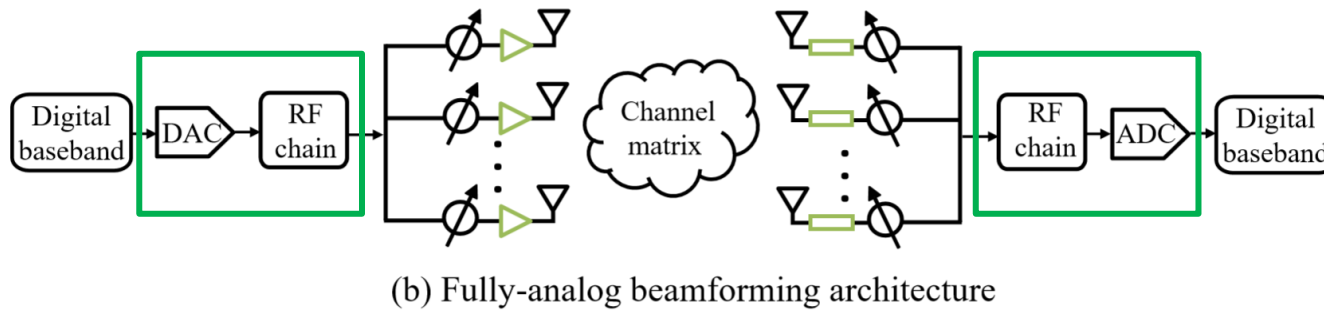 Digital
baseband
DAC
RF
chain
Channel
matrix
RF
chain
ADC
Digital
baseband
(b) Fully-analog beamforming architecture